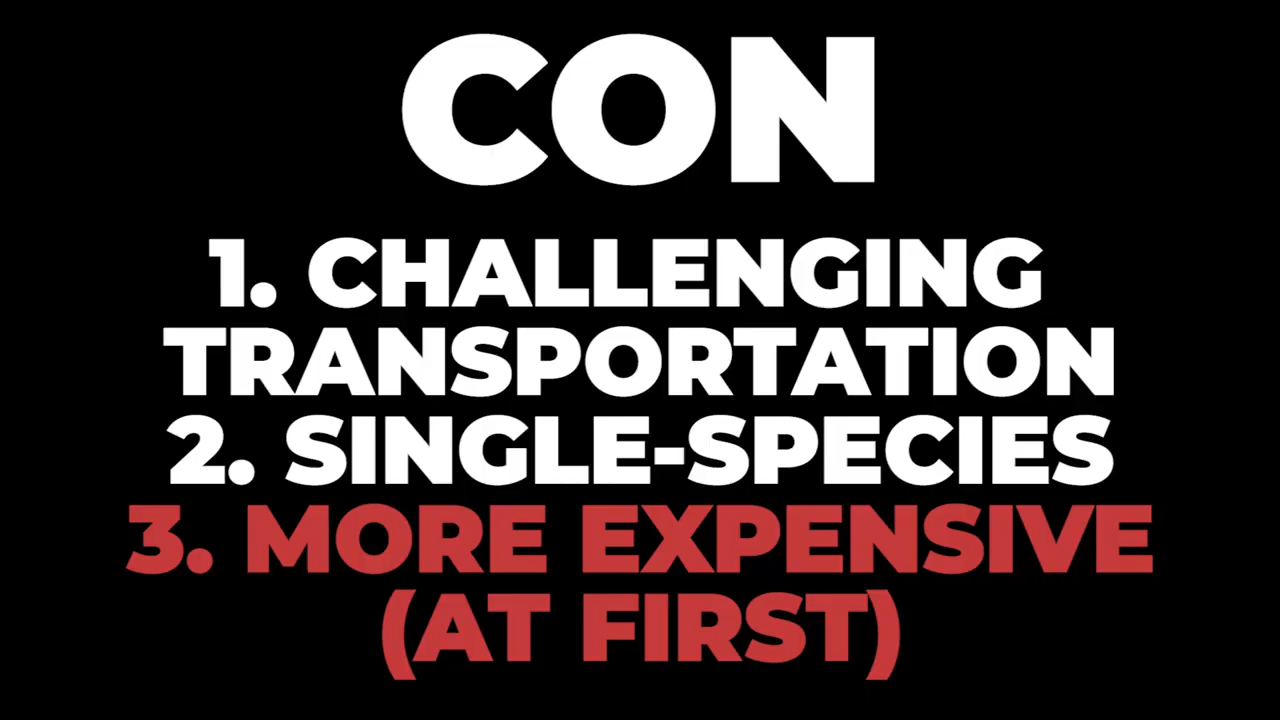 CON
1. CHALLENGING
TRANSPORTATION
2. SINGLE-SPECIES
3. MORE EXPENSIVE
(AT FIRST)